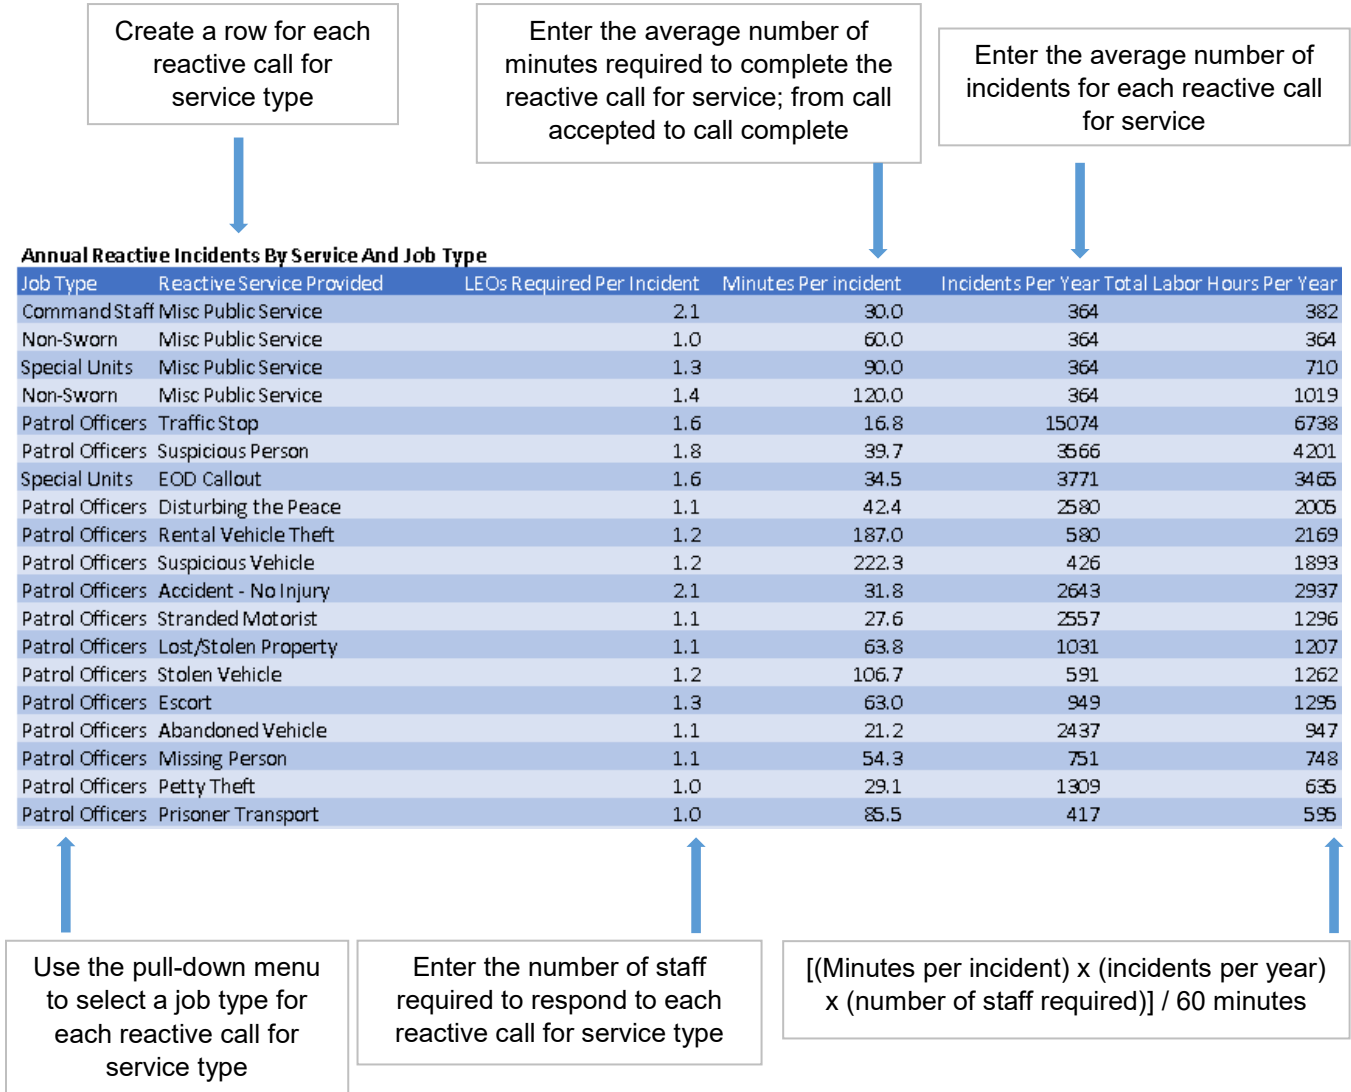 Create a row for each
reactive call for
service type
Enter the average number of
minutes required to complete the
reactive call for service; from call
accepted to call complete
Enter the average number of
incidents for each reactive call
for service
Annual Reactive Incidents By Service And Job Type
Job Type Reactive Service Provided LEOs Required Per Incident Minutes Per incident Incidents Per Year Total Labor Hours Per Year
Command Staff Misc Public Service 2.1 30.0 364 382
Non-Sworn Misc Public Service 1.0 60.0 364 364
Special Units Misc Public Service 1.3 90.0 364 710
Non-Sworn Misc Public Service 1.4 120.0 364 1019
Patrol Officers Traffic Stop 1.6 16.8 15074 6738
Patrol Officers Suspicious Person 1.8 39.7 3566 4201
Special Units EOD Callout 1.6 34.5 3771 3465
Patrol Officers Disturbing the Peace 1.1 42.4 2580 2005
Patrol Officers Rental Vehicle Theft 1.2 187.0 580 2169
Patrol Officers Suspicious Vehicle 1.2 222.3 426 1893
Patrol Officers Accident - No Injury 2.1 31.8 2643 2937
Patrol Officers Stranded Motorist 1.1 27.6 2557 1296
Patrol Officers Lost/Stolen Property 1.1 63.8 1031 1207
Patrol Officers Stolen Vehicle 1.2 106.7 591 1262
Patrol Officers Escort 1.3 63.0 949 1295
Patrol Officers Abandoned Vehicle 1.1 21.2 2437 947
Patrol Officers Missing Person 1.1 54.3 751 748
Patrol Officers Petty Theft 1.0 29.1 1309 635
Patrol Officers Prisoner Transport 1.0 85.5 417 595
Use the pull-down menu
to select a job type for
each reactive call for
service type
Enter the number of staff
required to respond to each
reactive call for service type
[(Minutes per incident) x (incidents per year)
x (number of staff required)] / 60 minutes